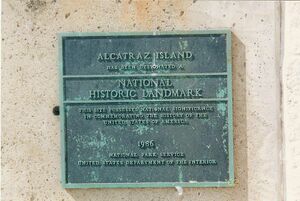 ALCATRAZ ISLAND
HAS BEEN DESIGNATED A
NATIONAL
HISTORIC LANDMARK
THIS SITE POSSESSES NATIONAL SIGNIFICANCE
IN COMMEMORATING THE HISTORY OF THE
UNITED STATES OF AMERICA
1986
NATIONAL PARK SERVICE
UNITED STATES DEPARTMENT OF THE INTERIOR